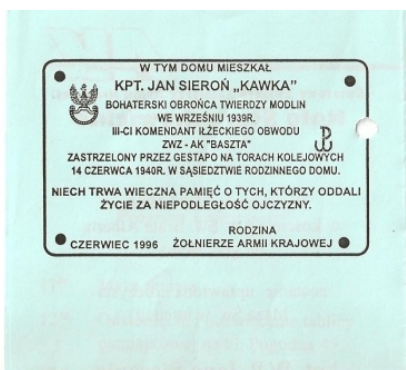 W TYM DOMU MIESZKAŁ
KPT. JAN SIEROŃ „KAWKA”
BOHATERSKI OBROŃCA TWIERDZY MODLIN
WE WRZEŚNIU 1939R.
III-CI KOMENDANT IŁŻECKIEGO OBWODU
ZWZ - AK "BASZTA"
ZASTRZELONY PRZEZ GESTAPO NA TORACH KOLEJOWYCH
14 CZERWCA 1940R. W SĄSIEDZTWIE RODZINNEGO DOMU.
NIECH TRWA WIECZNA PAMIĘĆ O TYCH, KTÓRZY ODDALI
ŻYCIE ZA NIEPODLEGŁOŚĆ OJCZYZNY.
RODZINA
CZERWIEC 1996 ŻOŁNIERZE ARMII KRAJOWEJ